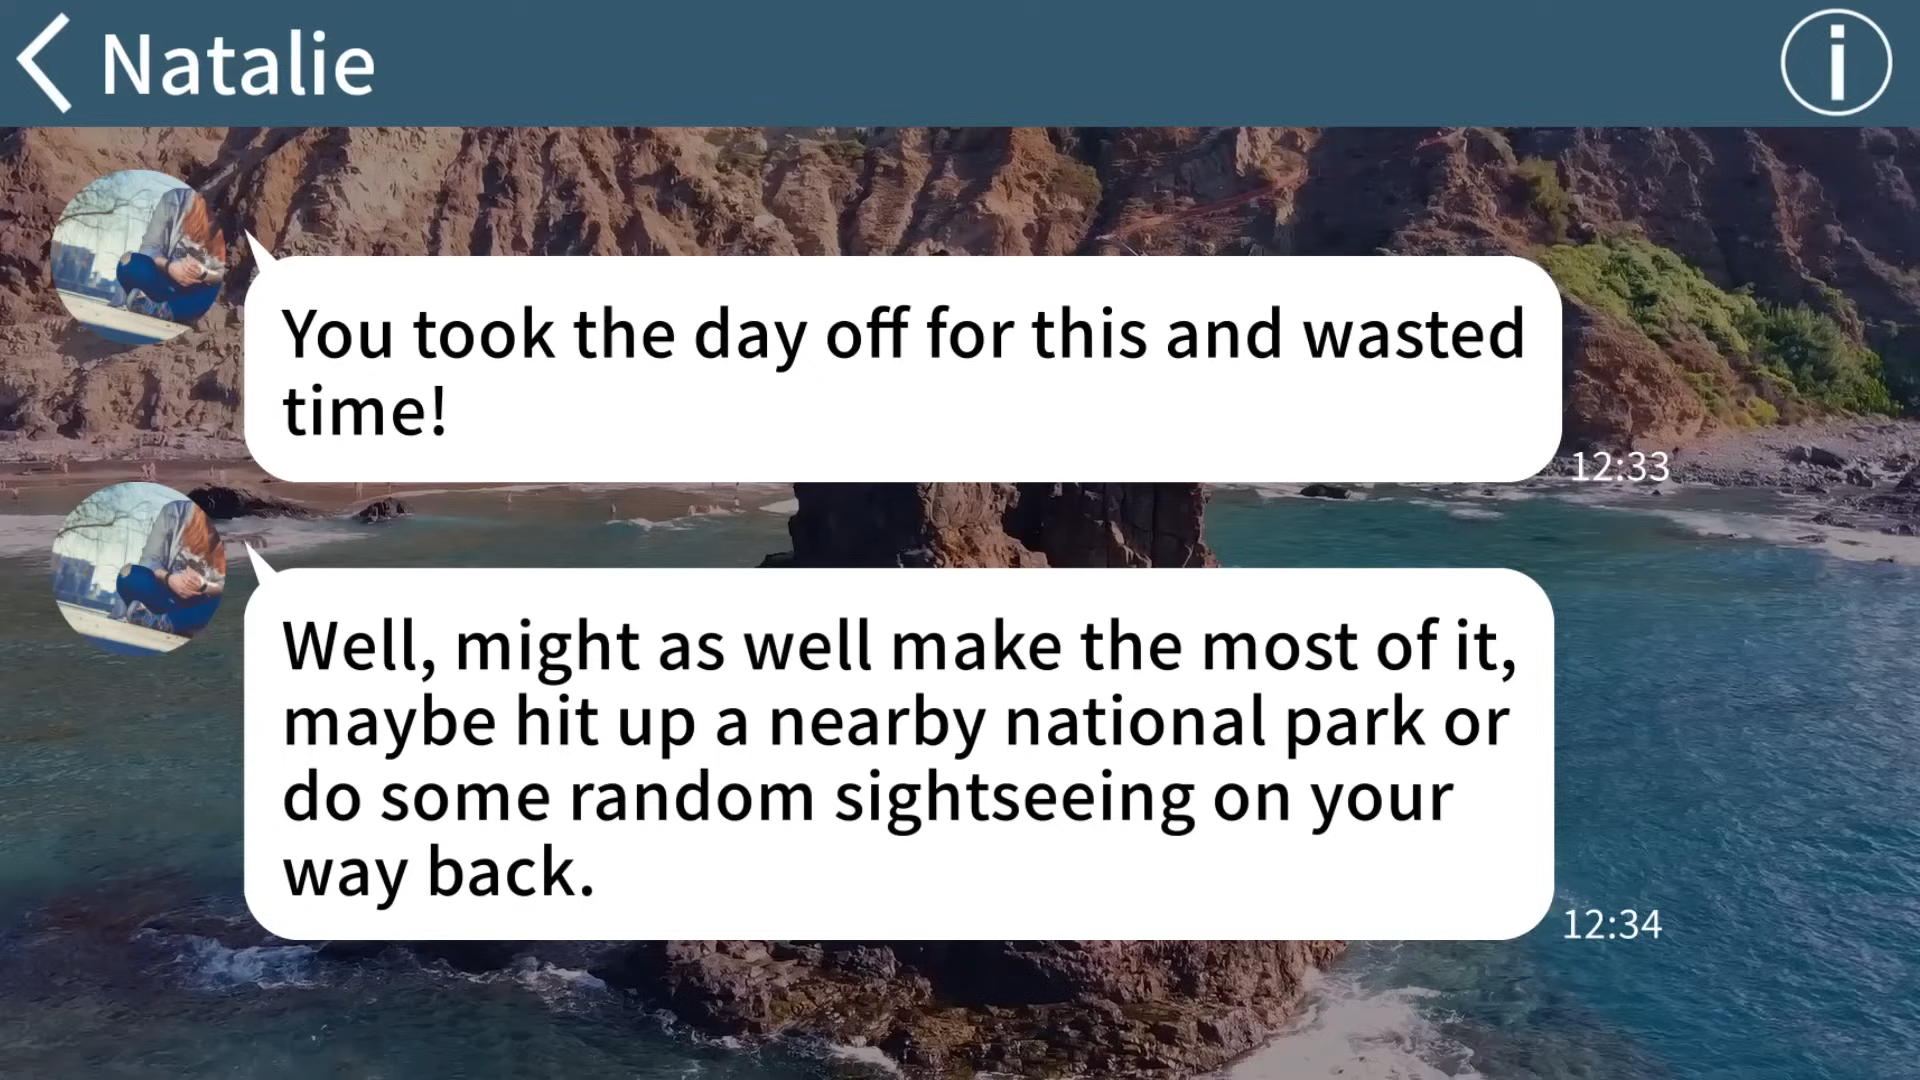 Natalie
You took the day off for this and wasted
time!
12:33
Well, might as well make the most of it,
maybe hit up a nearby national park or
do some random sightseeing on your
way back.
12:34